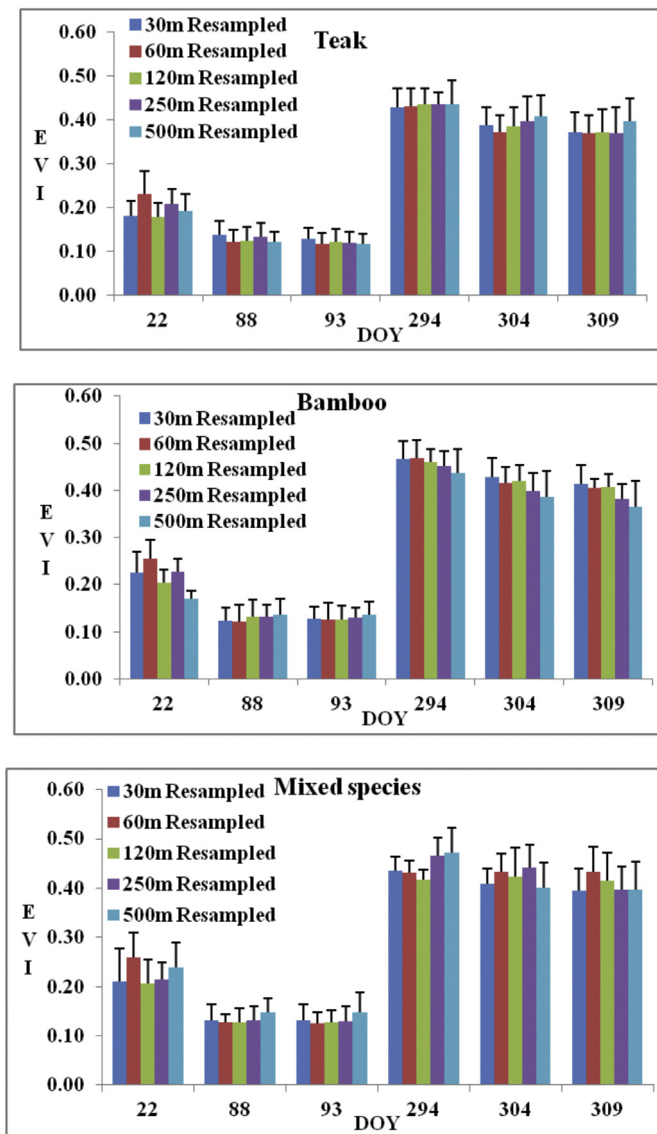 Teak
30m Resampled
60m Resampled
120m Resampled
250m Resampled
500m Resampled
0.60
0.50
0.40
0.30
0.20
0.10
0.00
E
V
I
22 88 93 294 304 309
DOY
Bamboo
30m Resampled
60m Resampled
120m Resampled
250m Resampled
500m Resampled
0.60
0.50
0.40
0.30
0.20
0.10
0.00
E
V
I
22 88 93 294 304 309
DOY
Mixed species
30m Resampled
60m Resampled
120m Resampled
250m Resampled
500m Resampled
0.60
0.50
0.40
0.30
0.20
0.10
0.00
E
V
I
22 88 93 294 304 309
DOY